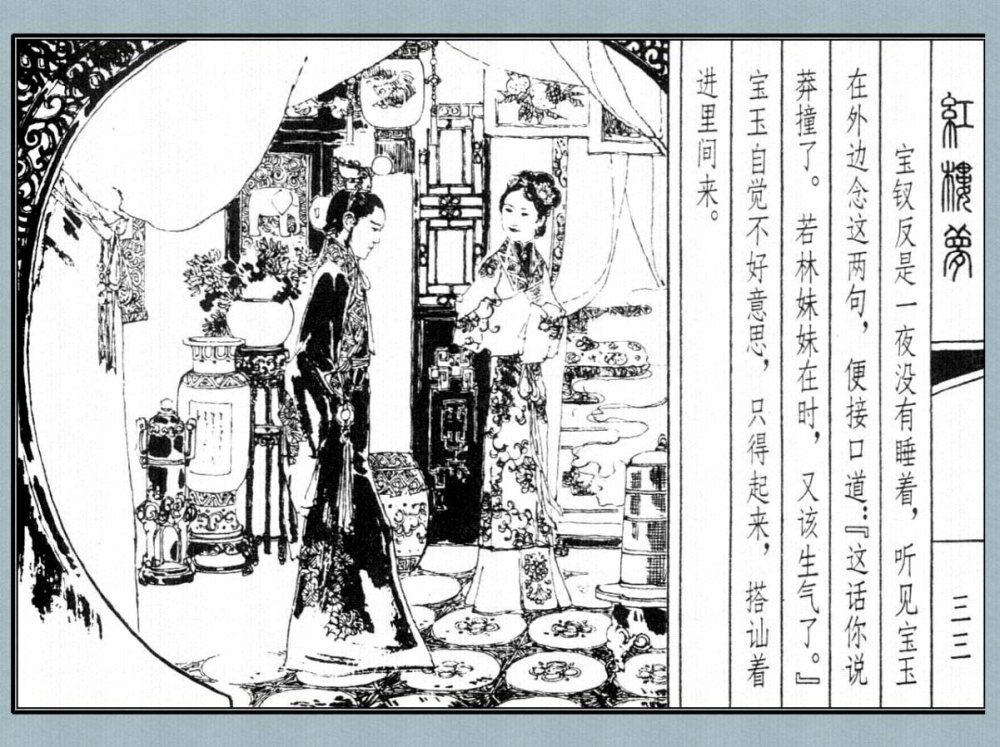 红楼梦
三三
宝钗反是一夜没有睡着，听见宝玉
在外边念这两句，便接口道：『这话你说
莽撞了。若林妹妹在时，又该生气了。』
宝玉自觉不好意思，只得起来，搭讪着
进里间来。